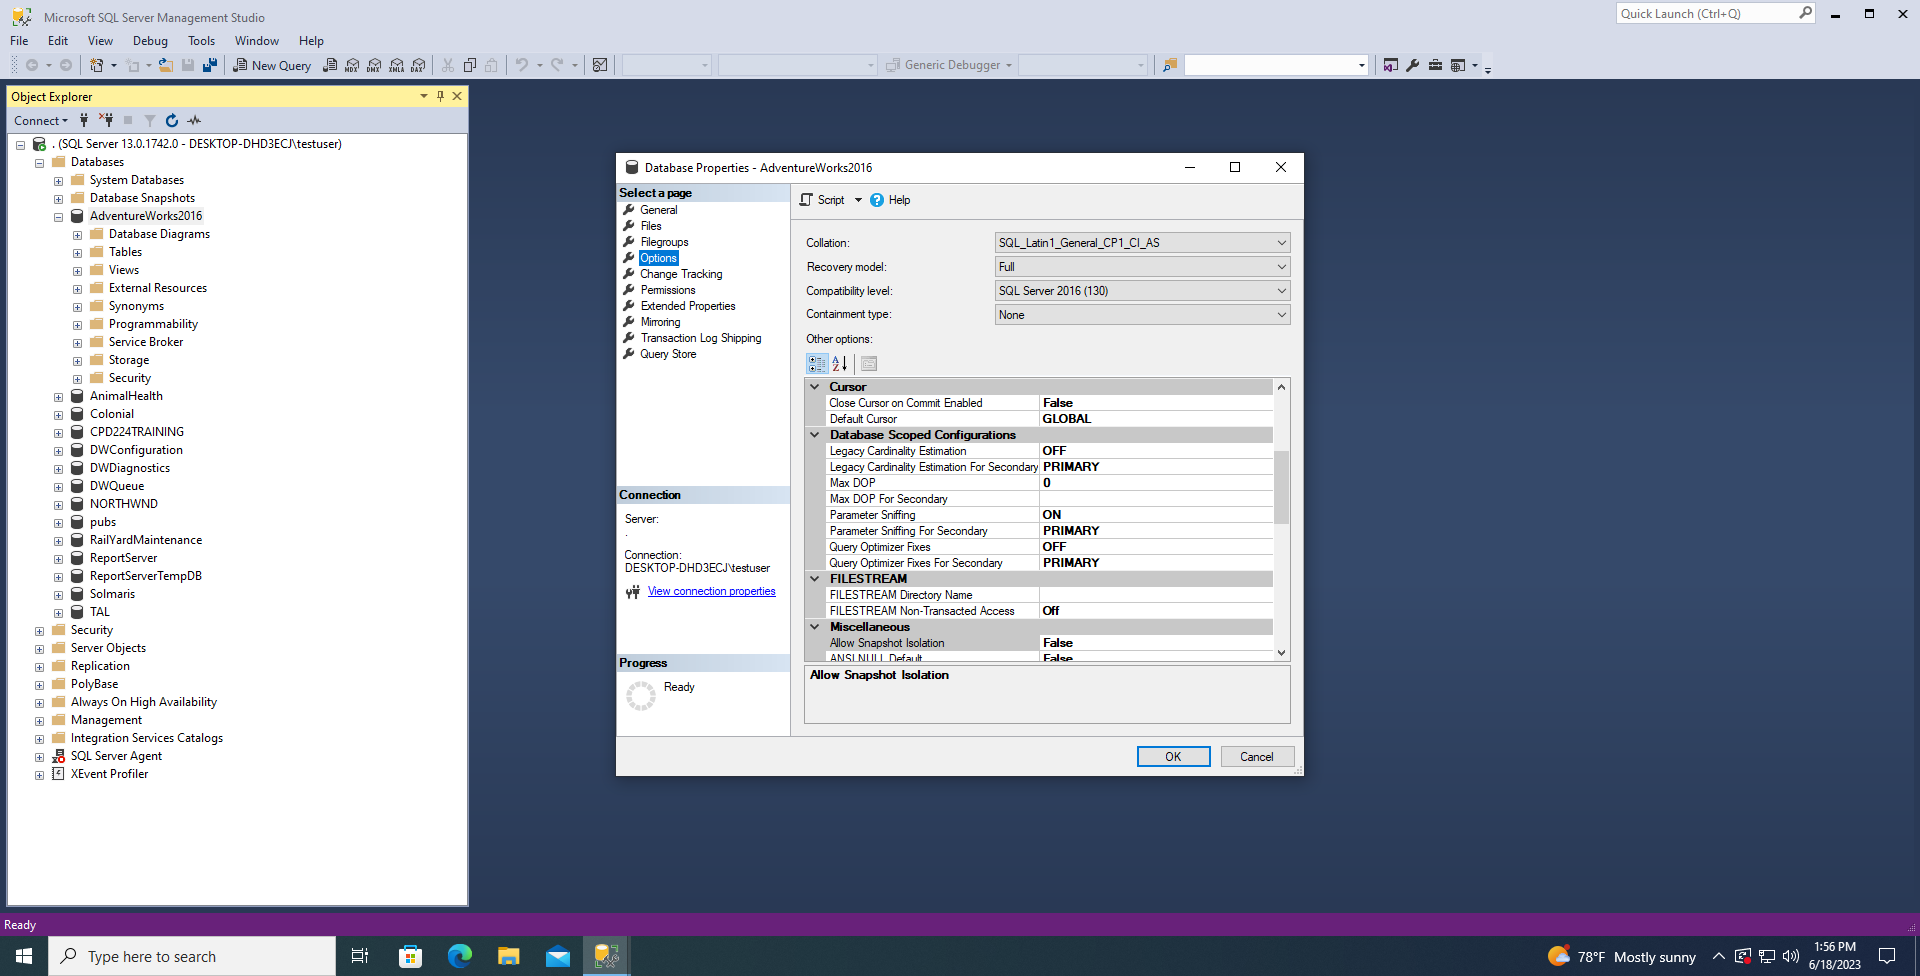 Microsoft SQL Server Management Studio
Quick Launch (Ctrl+Q)
File Edit View Debug Tools Window Help
New Query
MDX DMX XMLA DAX
Generic Debugger
Object Explorer
Connect
. (SQL Server 13.0.1742.0 - DESKTOP-DHD3ECJ\testuser)
Databases
System Databases
Database Snapshots
AdventureWorks2016
Database Diagrams
Tables
Views
External Resources
Synonyms
Programmability
Service Broker
Storage
Security
AnimalHealth
Colonial
CPD224TRAINING
DWConfiguration
DWDiagnostics
DWQueue
NORTHWND
pubs
RailYardMaintenance
ReportServer
ReportServerTempDB
Solmaris
TAL
Security
Server Objects
Replication
PolyBase
Always On High Availability
Management
Integration Services Catalogs
SQL Server Agent
XEvent Profiler
Database Properties - AdventureWorks2016
Select a page
General
Files
Filegroups
Options
Change Tracking
Permissions
Extended Properties
Mirroring
Transaction Log Shipping
Query Store
Connection
Server:
.
Connection:
DESKTOP-DHD3ECJ\testuser
View connection properties
Progress
Ready
Script Help
Collation: SQL_Latin1_General_CP1_CI_AS
Recovery model: Full
Compatibility level: SQL Server 2016 (130)
Containment type: None
Other options:
Cursor
Close Cursor on Commit Enabled False
Default Cursor GLOBAL
Database Scoped Configurations
Legacy Cardinality Estimation OFF
Legacy Cardinality Estimation For Secondary PRIMARY
Max DOP 0
Max DOP For Secondary
Parameter Sniffing ON
Parameter Sniffing For Secondary PRIMARY
Query Optimizer Fixes OFF
Query Optimizer Fixes For Secondary PRIMARY
FILESTREAM
FILESTREAM Directory Name
FILESTREAM Non-Transacted Access Off
Miscellaneous
Allow Snapshot Isolation False
ANSI NULL Default False
Allow Snapshot Isolation
OK Cancel
Ready
Type here to search
78°F Mostly sunny
1:56 PM
6/18/2023